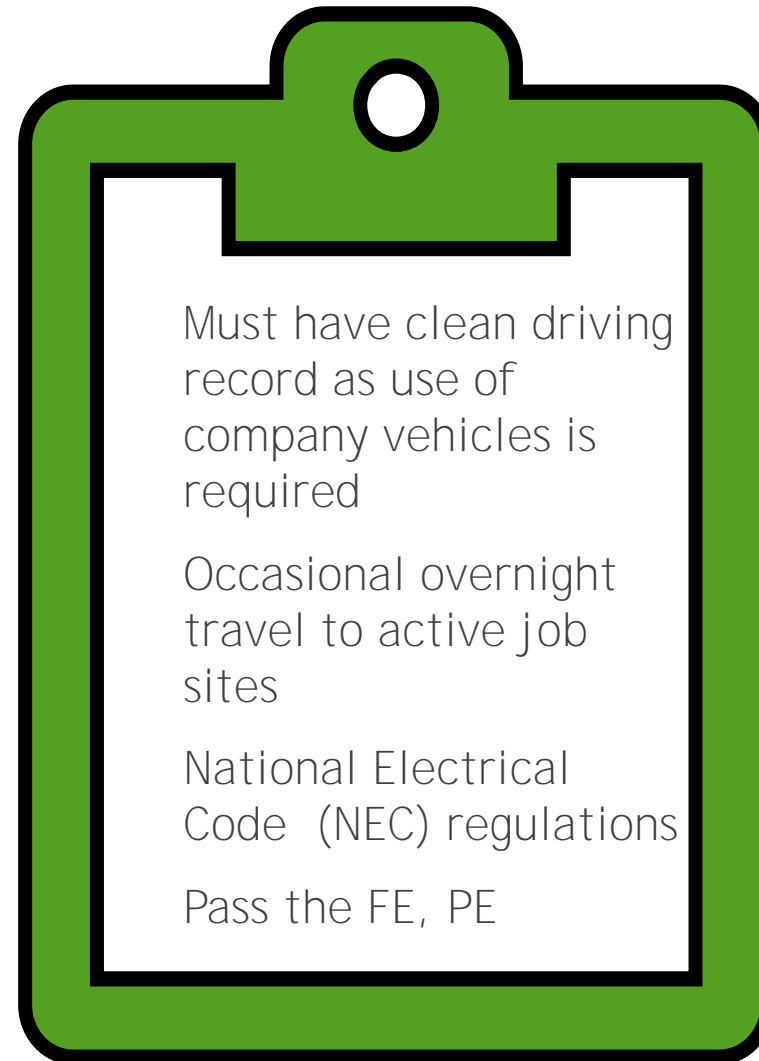 Must have clean driving
record as use of
company vehicles is
required
Occasional overnight
travel to active job
sites
National Electrical
Code  (NEC) regulations
Pass the FE, PE